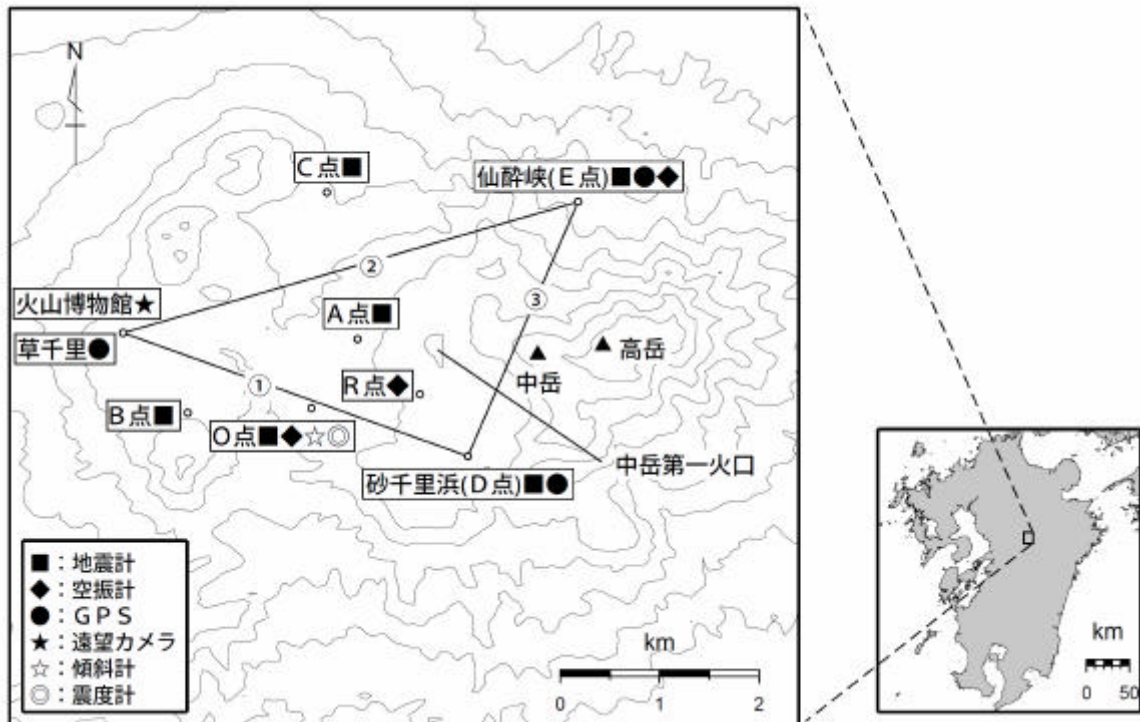 N
C点■
仙酔峡(E点)■●◆
②
③
火山博物館★
A点■
草千里●
高岳
中岳
①
R点◆
B点■
O点■◆☆◎
中岳第一火口
砂千里浜(D点)■●
■:地震計
◆:空振計
●:GPS
★:遠望カメラ
☆:傾斜計
◎:震度計
km
0 1 2
km
0 50